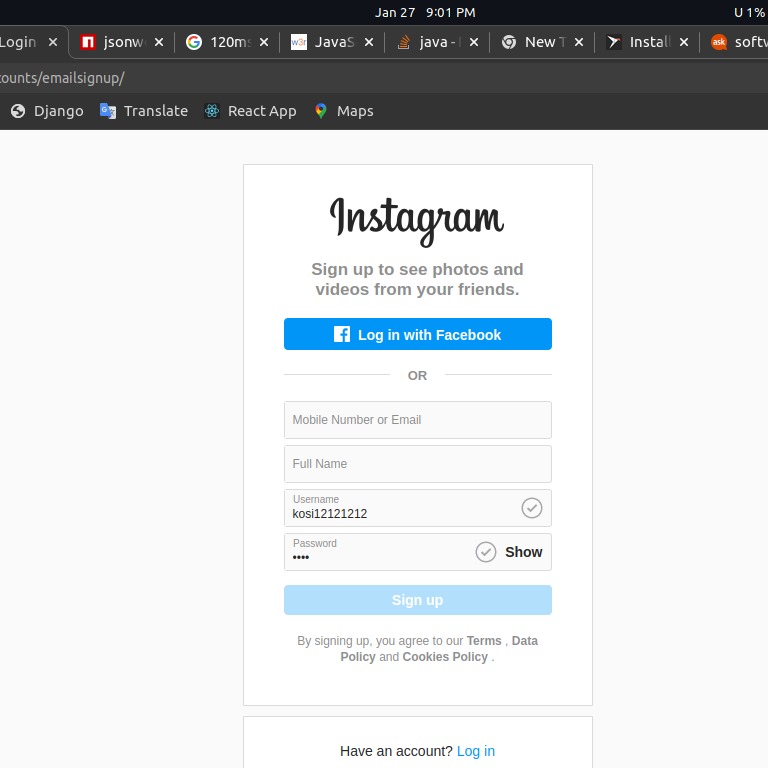 Jan 27 9:01 PM U 1%
Login jsonw 120ms JavaS java - New T Instal softw
counts/emailsignup/
Django Translate React App Maps
Instagram
Sign up to see photos and
videos from your friends.
Log in with Facebook
OR
Mobile Number or Email
Full Name
Username
kosi12121212
Password
••••
Show
Sign up
By signing up, you agree to our Terms , Data
Policy and Cookies Policy .
Have an account? Log in